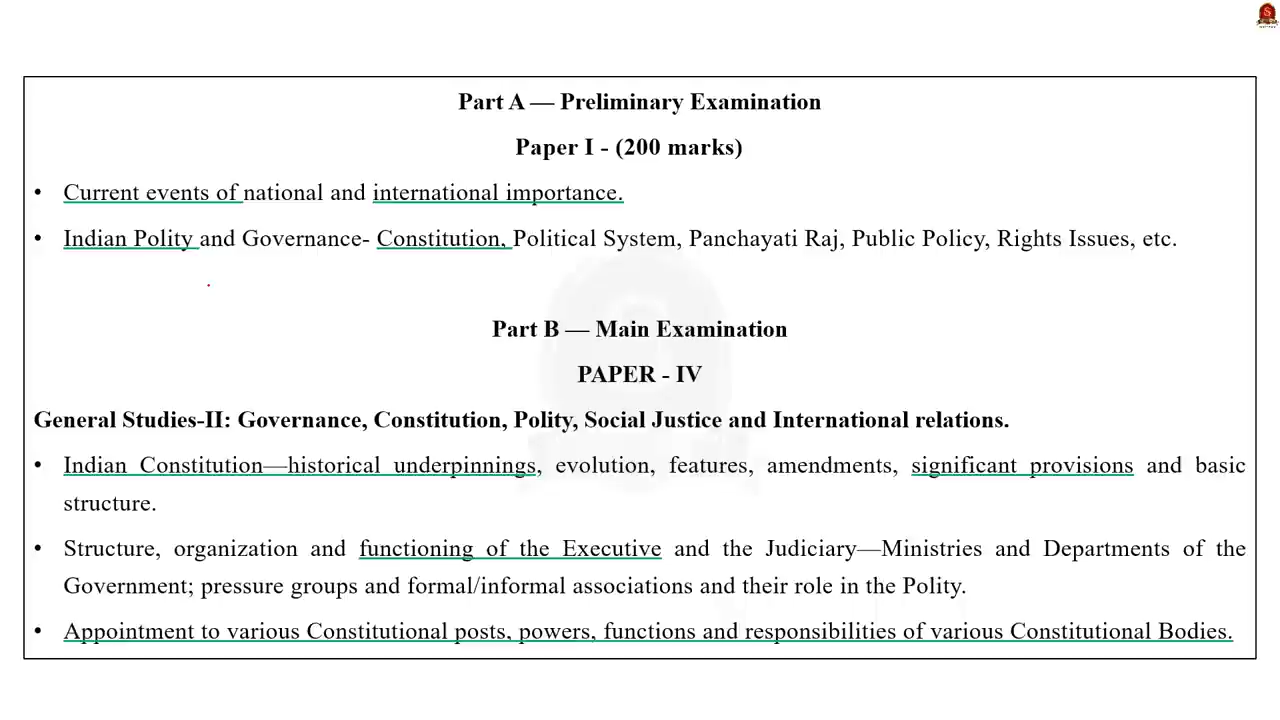 Part A — Preliminary Examination
Paper I - (200 marks)
• Current events of national and international importance.
• Indian Polity and Governance- Constitution, Political System, Panchayati Raj, Public Policy, Rights Issues, etc.
Part B — Main Examination
PAPER - IV
General Studies-II: Governance, Constitution, Polity, Social Justice and International relations.
• Indian Constitution—historical underpinnings, evolution, features, amendments, significant provisions and basic
structure.
• Structure, organization and functioning of the Executive and the Judiciary—Ministries and Departments of the
Government; pressure groups and formal/informal associations and their role in the Polity.
• Appointment to various Constitutional posts, powers, functions and responsibilities of various Constitutional Bodies.